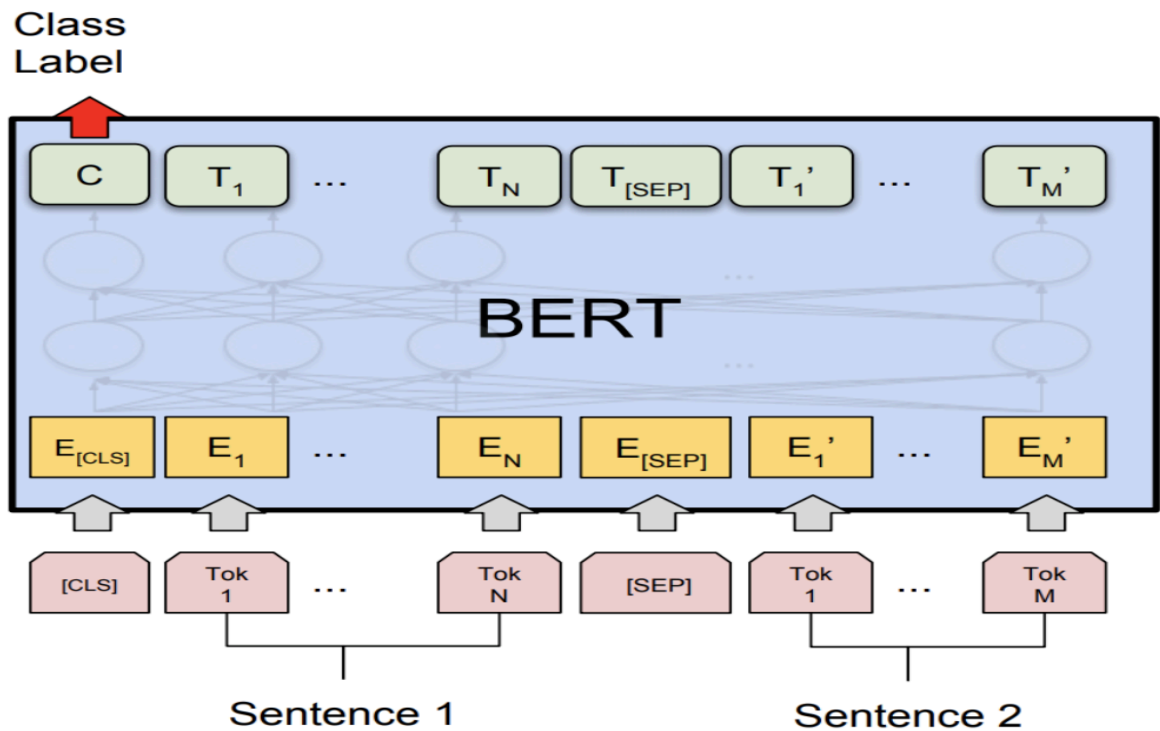 Class
Label
C T1 ... TN T[SEP] T1’ ... TM’
...
BERT
...
E[CLS] E1 ... EN E[SEP] E1’ ... EM’
[CLS] Tok 1 ... Tok N [SEP] Tok 1 ... Tok M
Sentence 1 Sentence 2